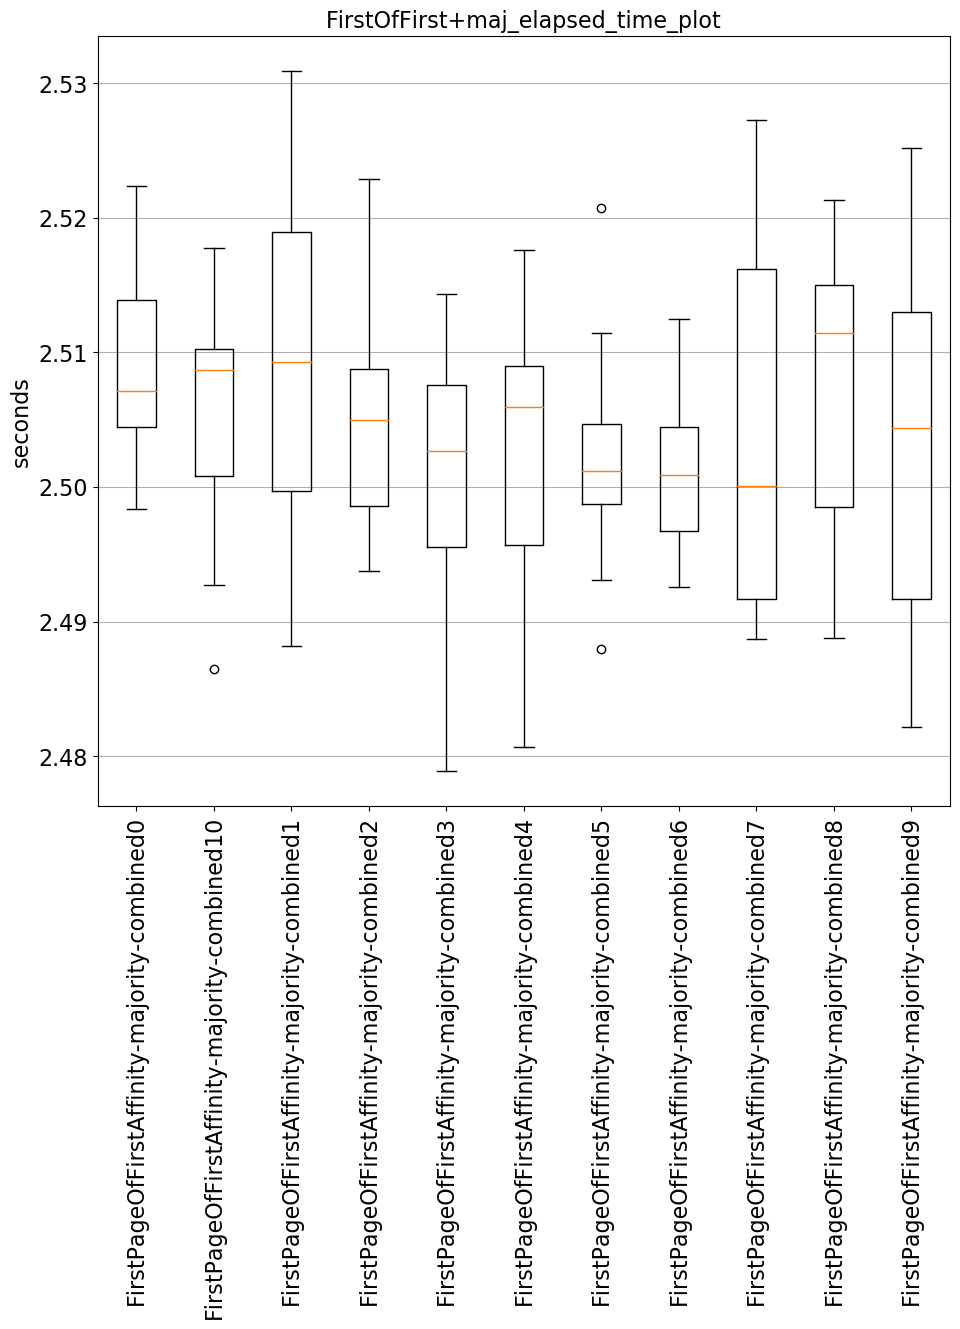 FirstOfFirst+maj_elapsed_time_plot
2.53
2.52
2.51
2.50
2.49
2.48
seconds
FirstPageOfFirstAffinity-majority-combined0
FirstPageOfFirstAffinity-majority-combined10
FirstPageOfFirstAffinity-majority-combined1
FirstPageOfFirstAffinity-majority-combined2
FirstPageOfFirstAffinity-majority-combined3
FirstPageOfFirstAffinity-majority-combined4
FirstPageOfFirstAffinity-majority-combined5
FirstPageOfFirstAffinity-majority-combined6
FirstPageOfFirstAffinity-majority-combined7
FirstPageOfFirstAffinity-majority-combined8
FirstPageOfFirstAffinity-majority-combined9